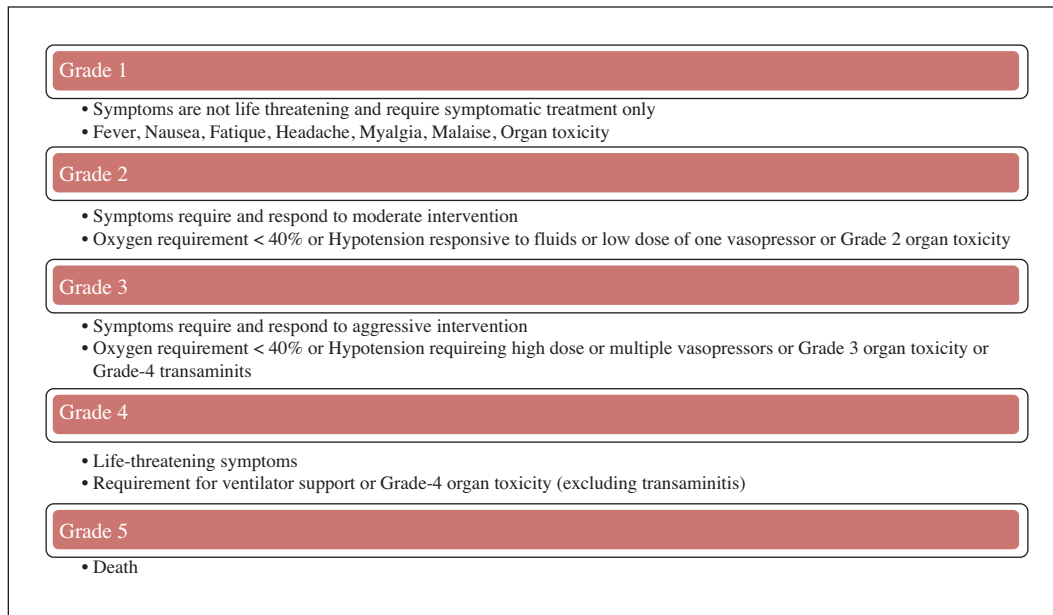 Grade 1
• Symptoms are not life threatening and require symptomatic treatment only
• Fever, Nausea, Fatique, Headache, Myalgia, Malaise, Organ toxicity
Grade 2
• Symptoms require and respond to moderate intervention
• Oxygen requirement < 40% or Hypotension responsive to fluids or low dose of one vasopressor or Grade 2 organ toxicity
Grade 3
• Symptoms require and respond to aggressive intervention
• Oxygen requirement < 40% or Hypotension requireing high dose or multiple vasopressors or Grade 3 organ toxicity or
Grade-4 transaminits
Grade 4
• Life-threatening symptoms
• Requirement for ventilator support or Grade-4 organ toxicity (excluding transaminitis)
Grade 5
• Death